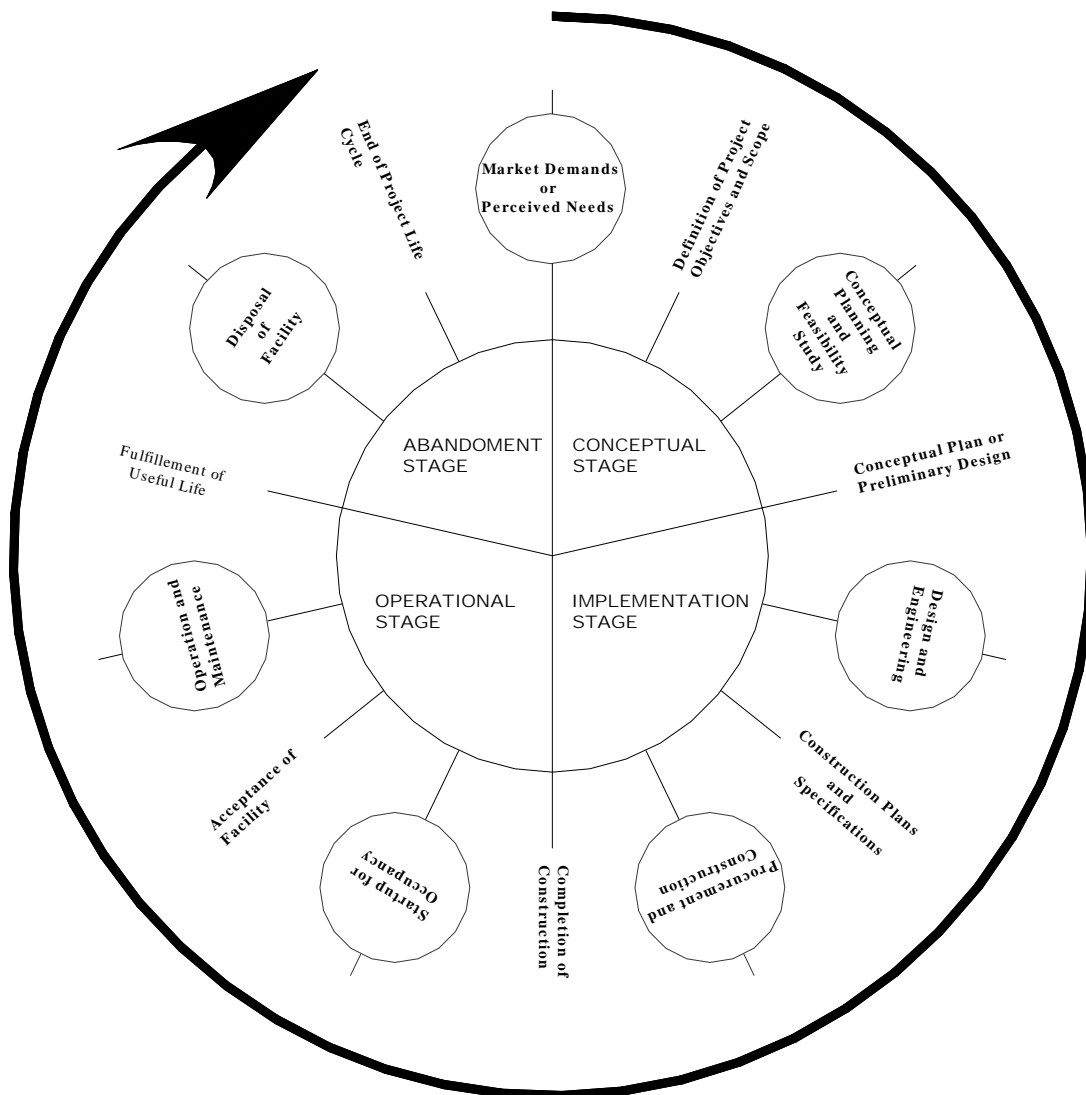 Market Demands
or
Perceived Needs
Definition of Project
Objectives and Scope
Conceptual
Planning
and
Feasibility
Study
Conceptual Plan or
Preliminary Design
Design and
Engineering
Construction Plans
and
Specifications
Procurement and
Construction
Completion of
Construction
Startup for
Occupancy
Acceptance of
Facility
Operation and
Maintenance
Fulfillement of
Useful Life
Disposal
of
Facility
End of Project Life
Cycle
ABANDOMENT
STAGE
CONCEPTUAL
STAGE
OPERATIONAL
STAGE
IMPLEMENTATION
STAGE